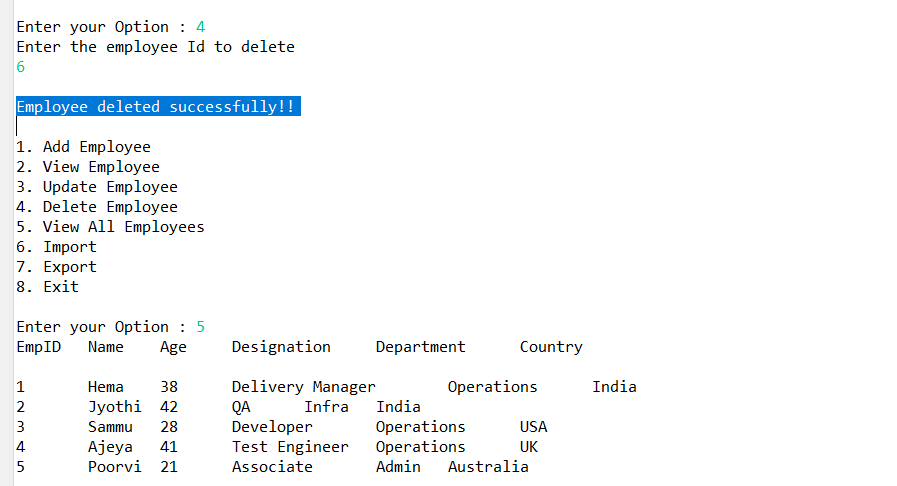 Enter your Option : 4
Enter the employee Id to delete
6
Employee deleted successfully!!
1. Add Employee
2. View Employee
3. Update Employee
4. Delete Employee
5. View All Employees
6. Import
7. Export
8. Exit
Enter your Option : 5
EmpID Name Age Designation Department Country
1 Hema 38 Delivery Manager Operations India
2 Jyothi 42 QA Infra India
3 Sammu 28 Developer Operations USA
4 Ajeya 41 Test Engineer Operations UK
5 Poorvi 21 Associate Admin Australia